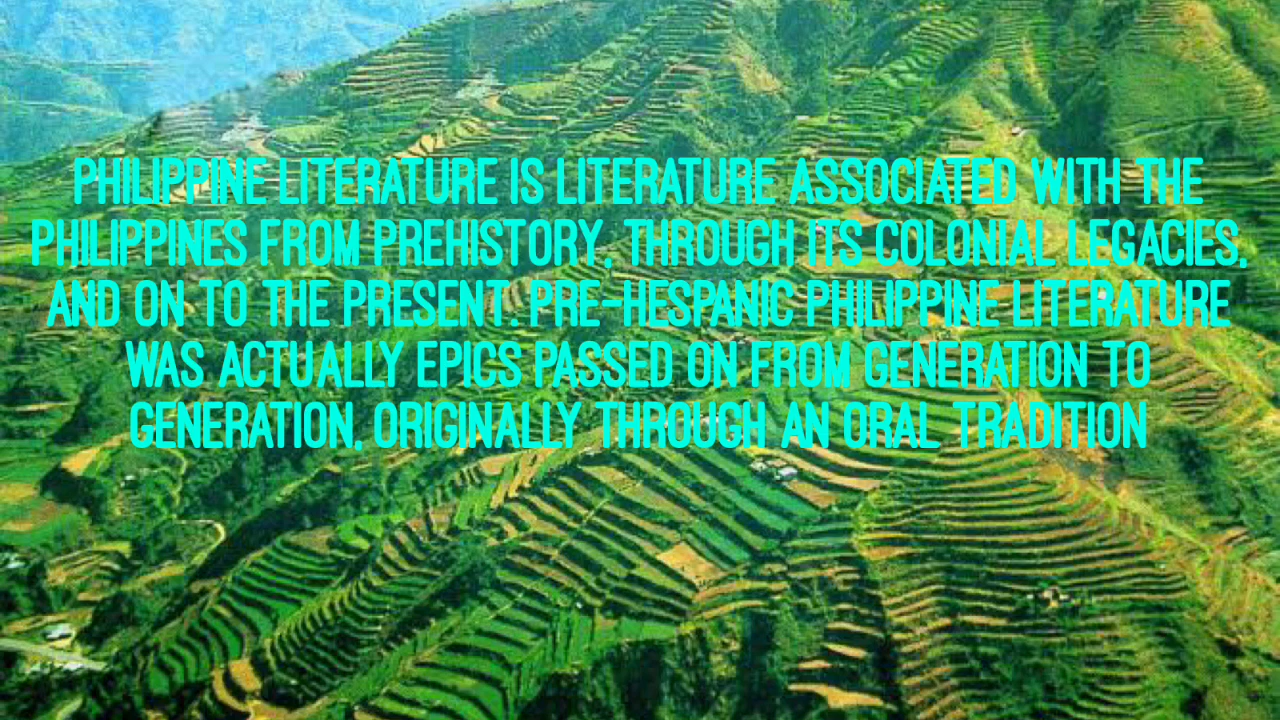 PHILIPPINE LITERATURE IS LITERATURE ASSOCIATED WITH THE
PHILIPPINES FROM PREHISTORY, THROUGH ITS COLONIAL LEGACIES,
AND ON TO THE PRESENT. PRE-HESPANIC PHILIPPINE LITERATURE
WAS ACTUALLY EPICS PASSED ON FROM GENERATION TO
GENERATION, ORIGINALLY THROUGH AN ORAL TRADITION